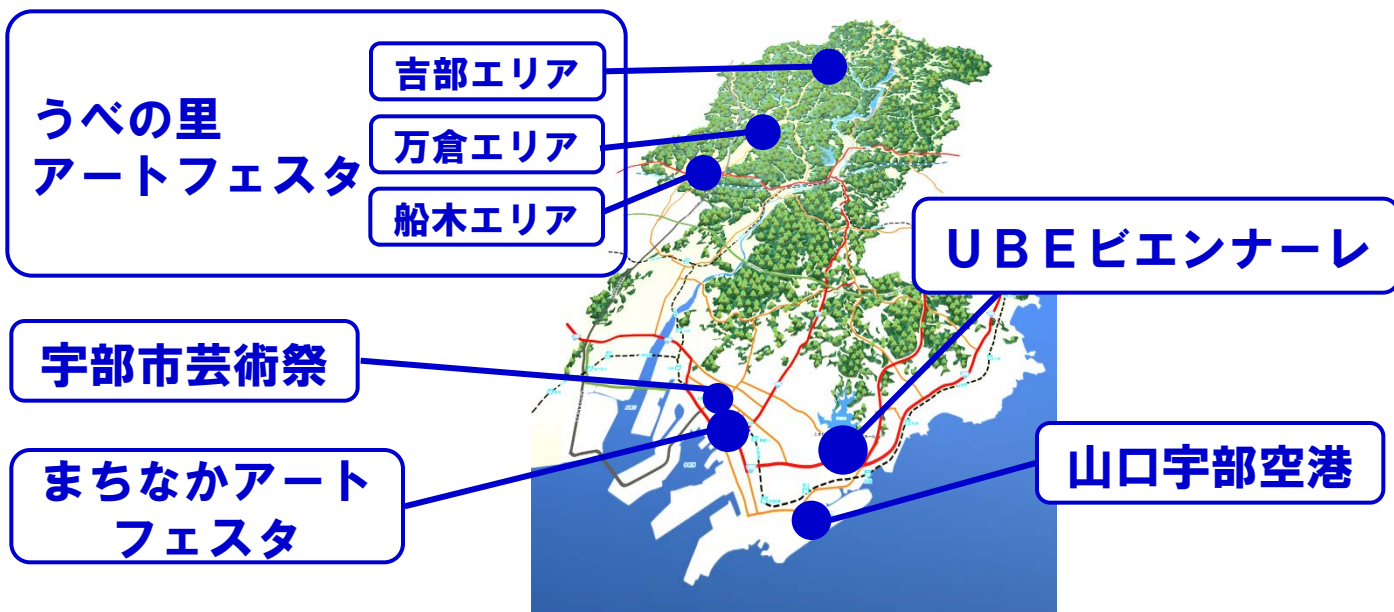 うべの里
アートフェスタ
吉部エリア
万倉エリア
船木エリア
ＵＢＥビエンナーレ
宇部市芸術祭
まちなかアート
フェスタ
山口宇部空港